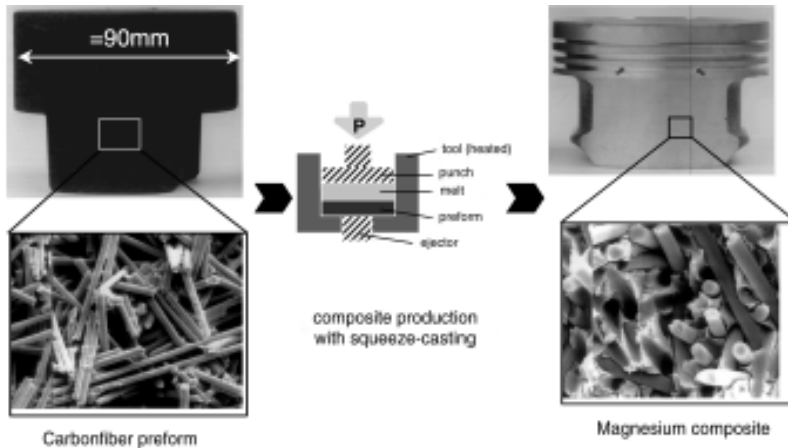 =90mm
P
tool (heated)
punch
melt
preform
ejector
composite production
with squeeze-casting
Carbonfiber preform
Magnesium composite